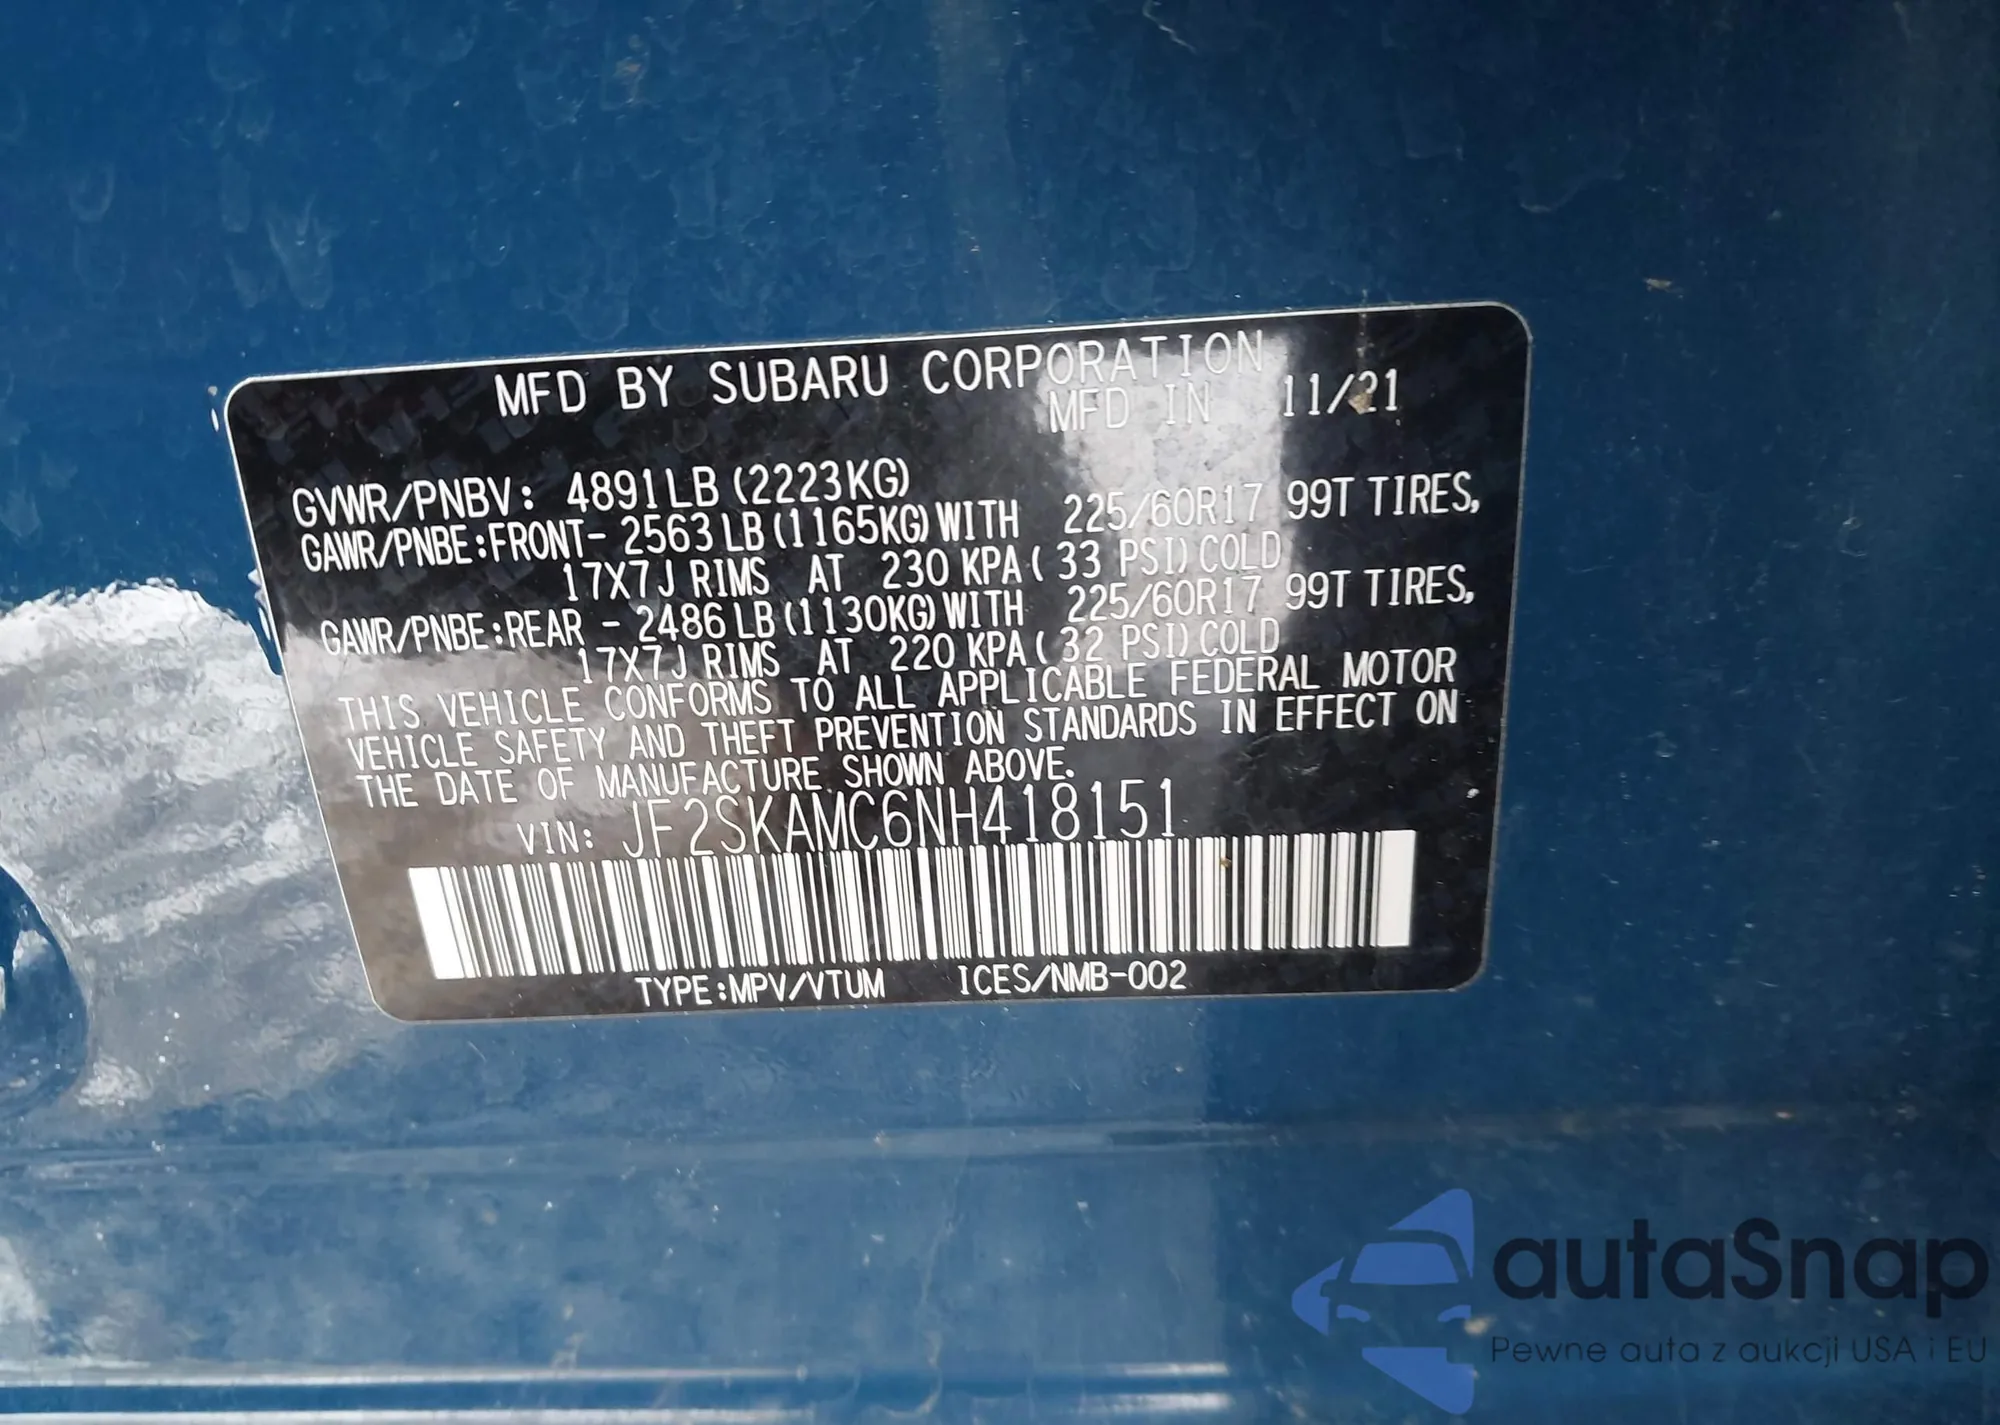 MFD BY SUBARU CORPORATION
MFD IN 11/21
GVWR/PNBV: 4891LB (2223KG)
GAWR/PNBE:FRONT- 2563 LB (1165KG) WITH 225/60R17 99T TIRES,
17X7J RIMS AT 230 KPA ( 33 PSI) COLD
GAWR/PNBE:REAR - 2486 LB (1130KG) WITH 225/60R17 99T TIRES,
17X7J RIMS AT 220 KPA ( 32 PSI) COLD
THIS VEHICLE CONFORMS TO ALL APPLICABLE FEDERAL MOTOR
VEHICLE SAFETY AND THEFT PREVENTION STANDARDS IN EFFECT ON
THE DATE OF MANUFACTURE SHOWN ABOVE.
VIN: JF2SKAMC6NH418151
TYPE:MPV/VTUM ICES/NMB-002
autaSnap
Pewne auta z aukcji USA i EU